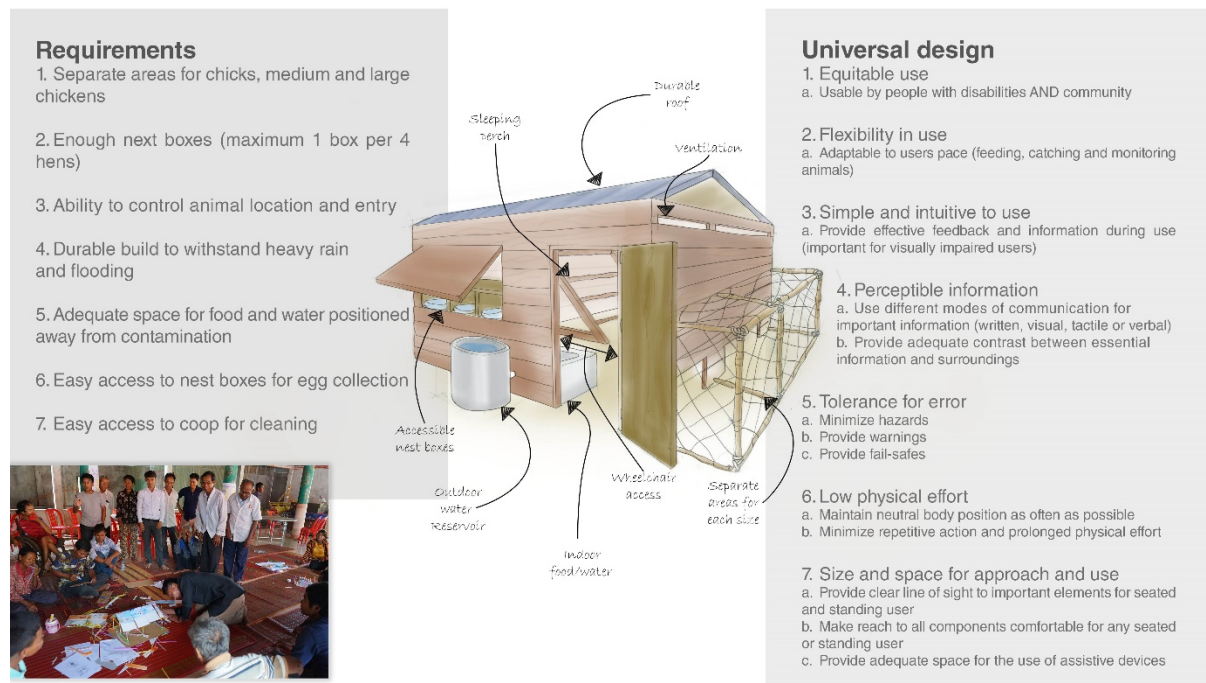 Requirements
1. Separate areas for chicks, medium and large
chickens
2. Enough next boxes (maximum 1 box per 4
hens)
3. Ability to control animal location and entry
4. Durable build to withstand heavy rain
and flooding
5. Adequate space for food and water positioned
away from contamination
6. Easy access to nest boxes for egg collection
7. Easy access to coop for cleaning
Durable
roof
Sleeping
perch
Ventilation
Accessible
nest boxes
Outdoor
water
Reservoir
Indoor
food/water
Wheelchair
access
Separate
areas for
each size
Universal design
1. Equitable use
a. Usable by people with disabilities AND community
2. Flexibility in use
a. Adaptable to users pace (feeding, catching and monitoring
animals)
3. Simple and intuitive to use
a. Provide effective feedback and information during use
(important for visually impaired users)
4. Perceptible information
a. Use different modes of communication for
important information (written, visual, tactile or verbal)
b. Provide adequate contrast between essential
information and surroundings
5. Tolerance for error
a. Minimize hazards
b. Provide warnings
c. Provide fail-safes
6. Low physical effort
a. Maintain neutral body position as often as possible
b. Minimize repetitive action and prolonged physical effort
7. Size and space for approach and use
a. Provide clear line of sight to important elements for seated
and standing user
b. Make reach to all components comfortable for any seated
or standing user
c. Provide adequate space for the use of assistive devices